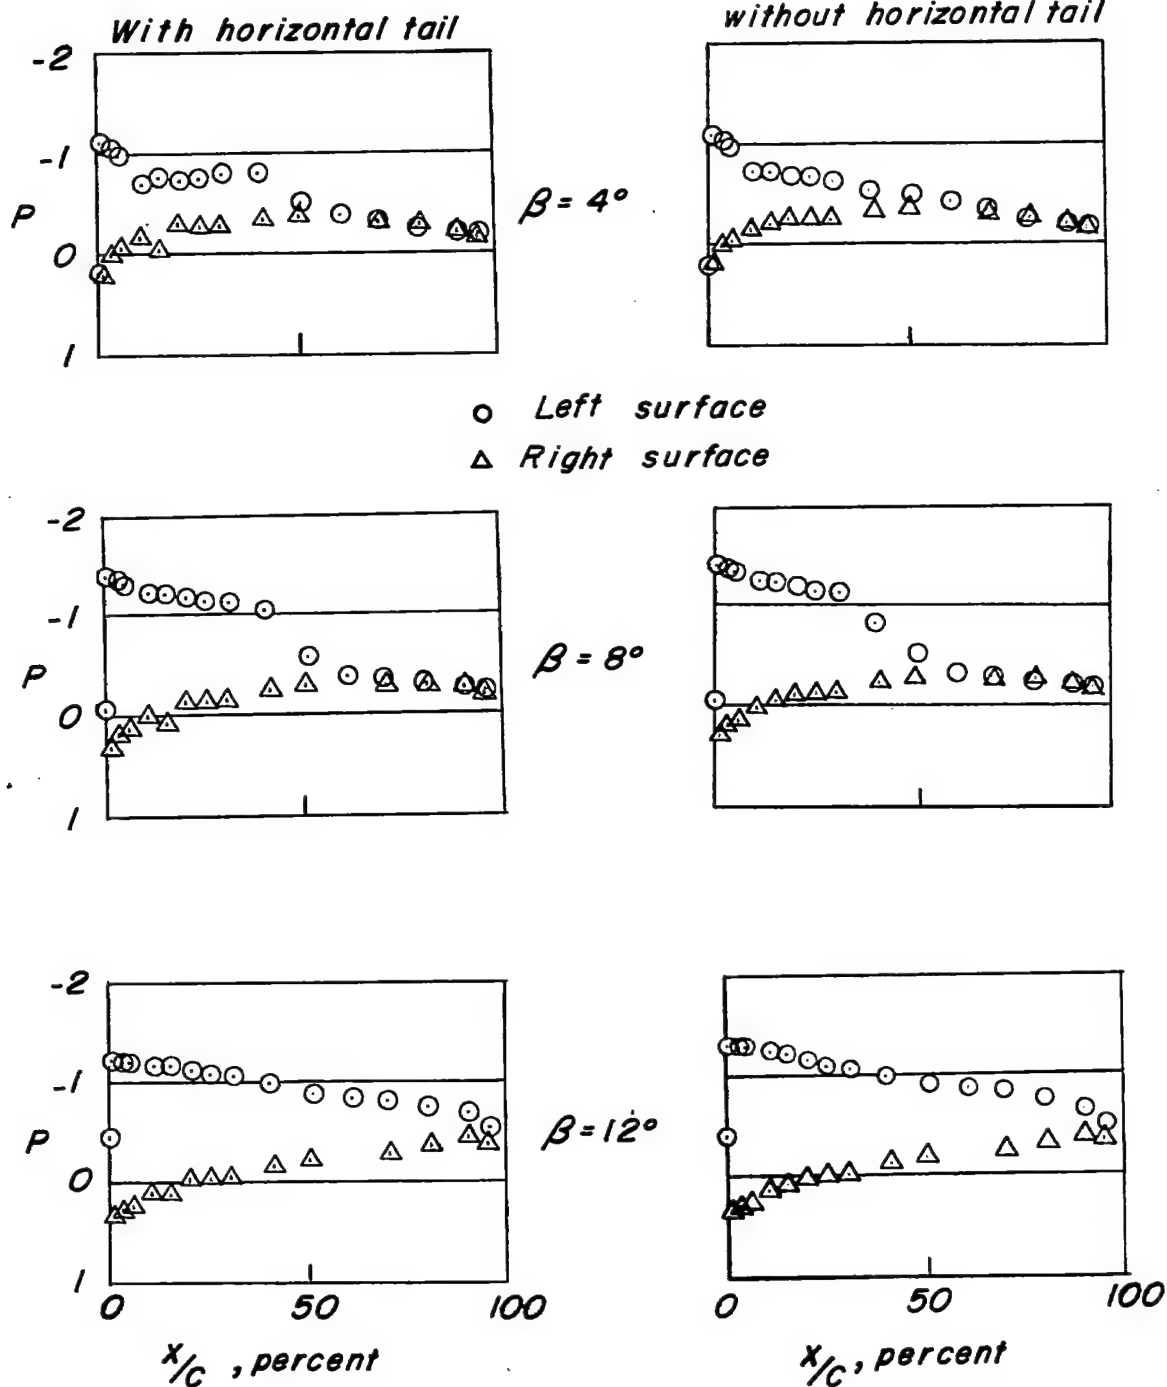 With horizontal tail
without horizontal tail
-2
-1
P
0
1
β = 4°
Left surface
Right surface
-2
-1
P
0
1
β = 8°
-2
-1
P
0
1
β = 12°
0
50
100
0
50
100
x/c , percent
x/c, percent